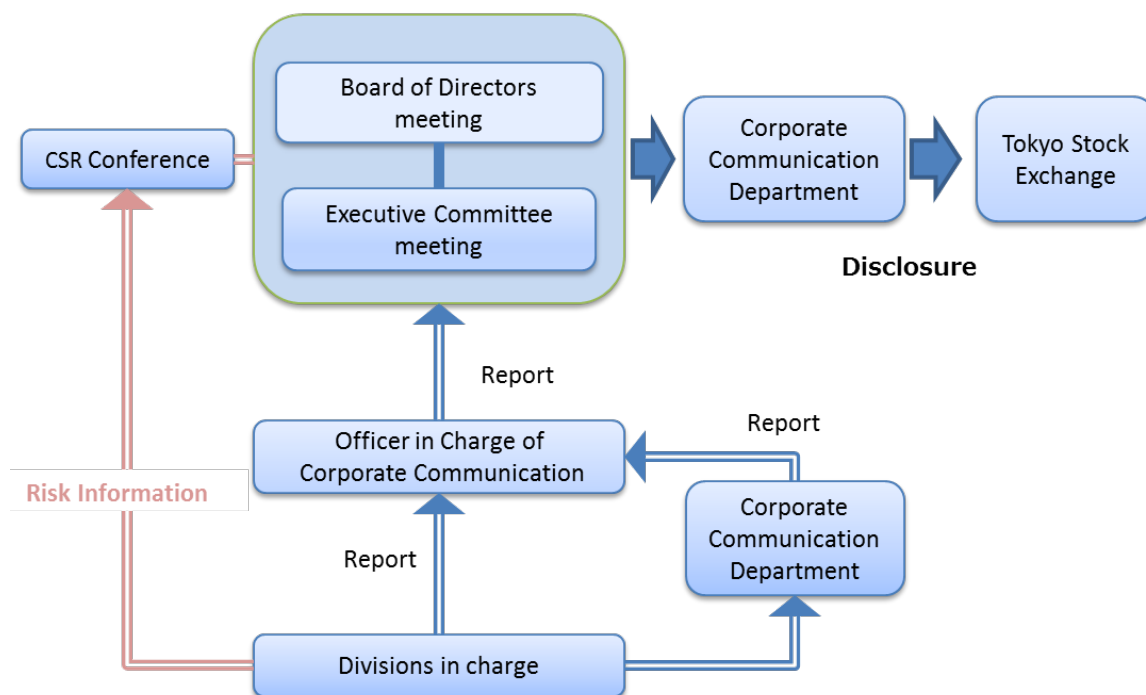 Board of Directors
meeting
CSR Conference
Executive Committee
meeting
Corporate
Communication
Department
Tokyo Stock
Exchange
Disclosure
Report
Officer in Charge of
Corporate Communication
Report
Risk Information
Corporate
Communication
Department
Report
Divisions in charge